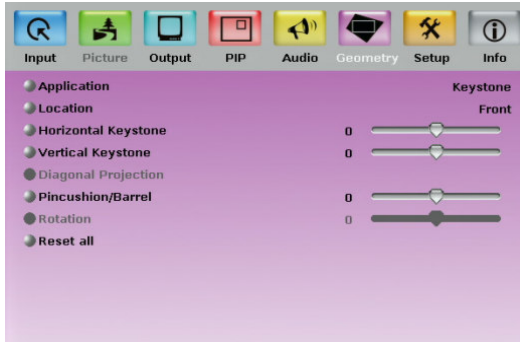 Input Picture Output PIP Audio Geometry Setup Info
Application Keystone
Location Front
Horizontal Keystone 0
Vertical Keystone 0
Diagonal Projection
Pincushion/Barrel 0
Rotation 0
Reset all